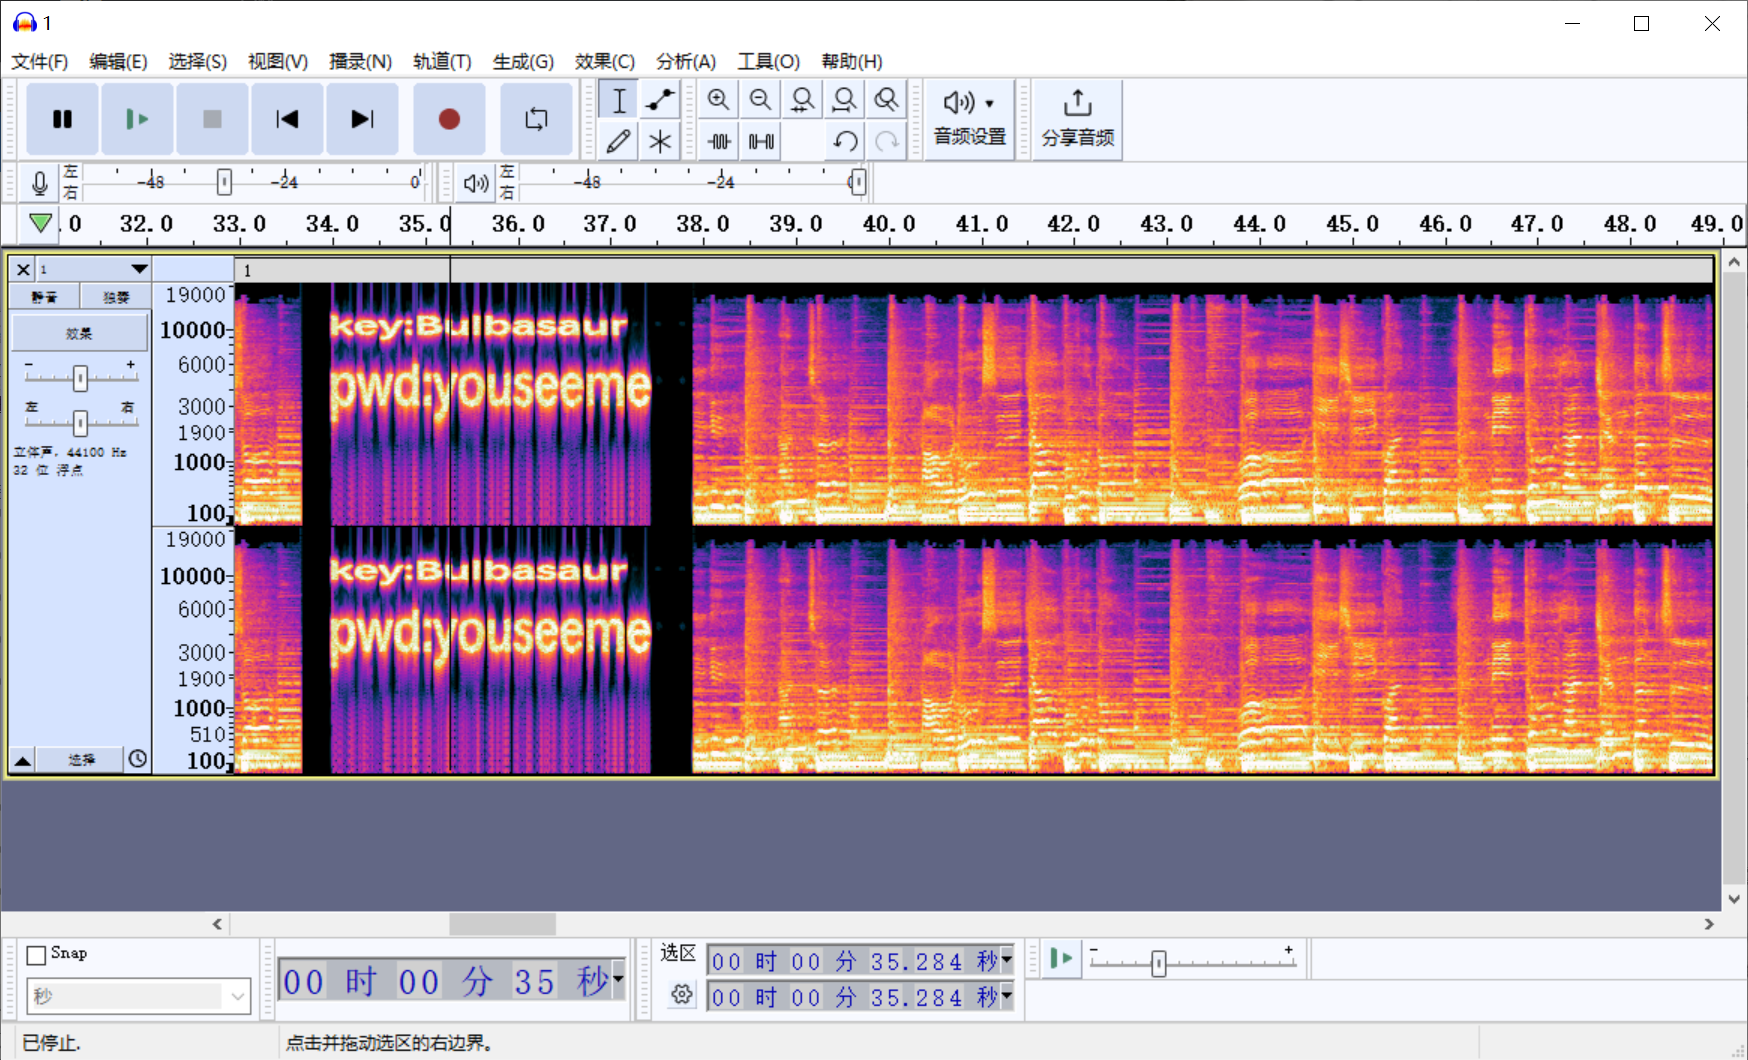 1
文件(F) 编辑(E) 选择(S) 视图(V) 播录(N) 轨道(T) 生成(G) 效果(C) 分析(A) 工具(O) 帮助(H)
音频设置
分享音频
左
右
-48 -24 0
左
右
-48 -24 0
.0 32.0 33.0 34.0 35.0 36.0 37.0 38.0 39.0 40.0 41.0 42.0 43.0 44.0 45.0 46.0 47.0 48.0 49.0
1
1
静音 独奏
效果
- +
左 右
立体声, 44100 Hz
32 位 浮点
19000
10000
6000
3000
1900
1000
100
key:Bulbasaur
pwd:youseeme
19000
10000
6000
3000
1900
1000
510
100
key:Bulbasaur
pwd:youseeme
选择
Snap
秒
00 时 00 分 35 秒
选区
00 时 00 分 35.284 秒
00 时 00 分 35.284 秒
- +
已停止.
点击并拖动选区的右边界。